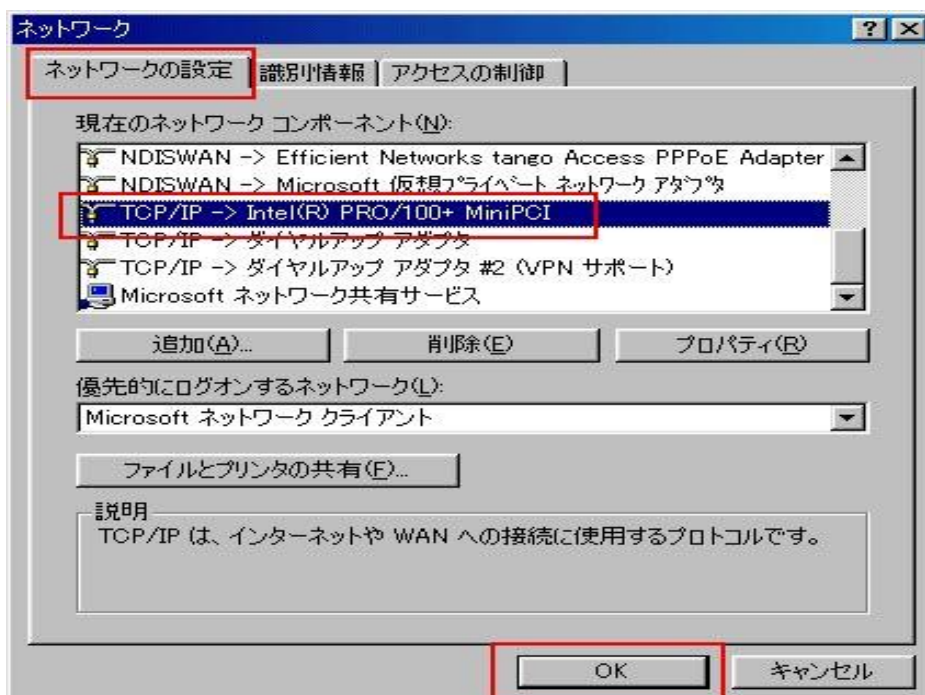 ネットワーク
ネットワークの設定 識別情報 アクセスの制御
現在のネットワーク コンポーネント(N):
NDISWAN -> Efficient Networks tango Access PPPoE Adapter
NDISWAN -> Microsoft 仮想プライベート ネットワーク アダプタ
TCP/IP -> Intel(R) PRO/100+ MiniPCI
TCP/IP -> ダイヤルアップ アダプタ
TCP/IP -> ダイヤルアップ アダプタ #2 (VPN サポート)
Microsoft ネットワーク共有サービス
追加(A)... 削除(E) プロパティ(R)
優先的にログオンするネットワーク(L):
Microsoft ネットワーク クライアント
ファイルとプリンタの共有(F)...
説明
TCP/IP は、インターネットや WAN への接続に使用するプロトコルです。
OK キャンセル